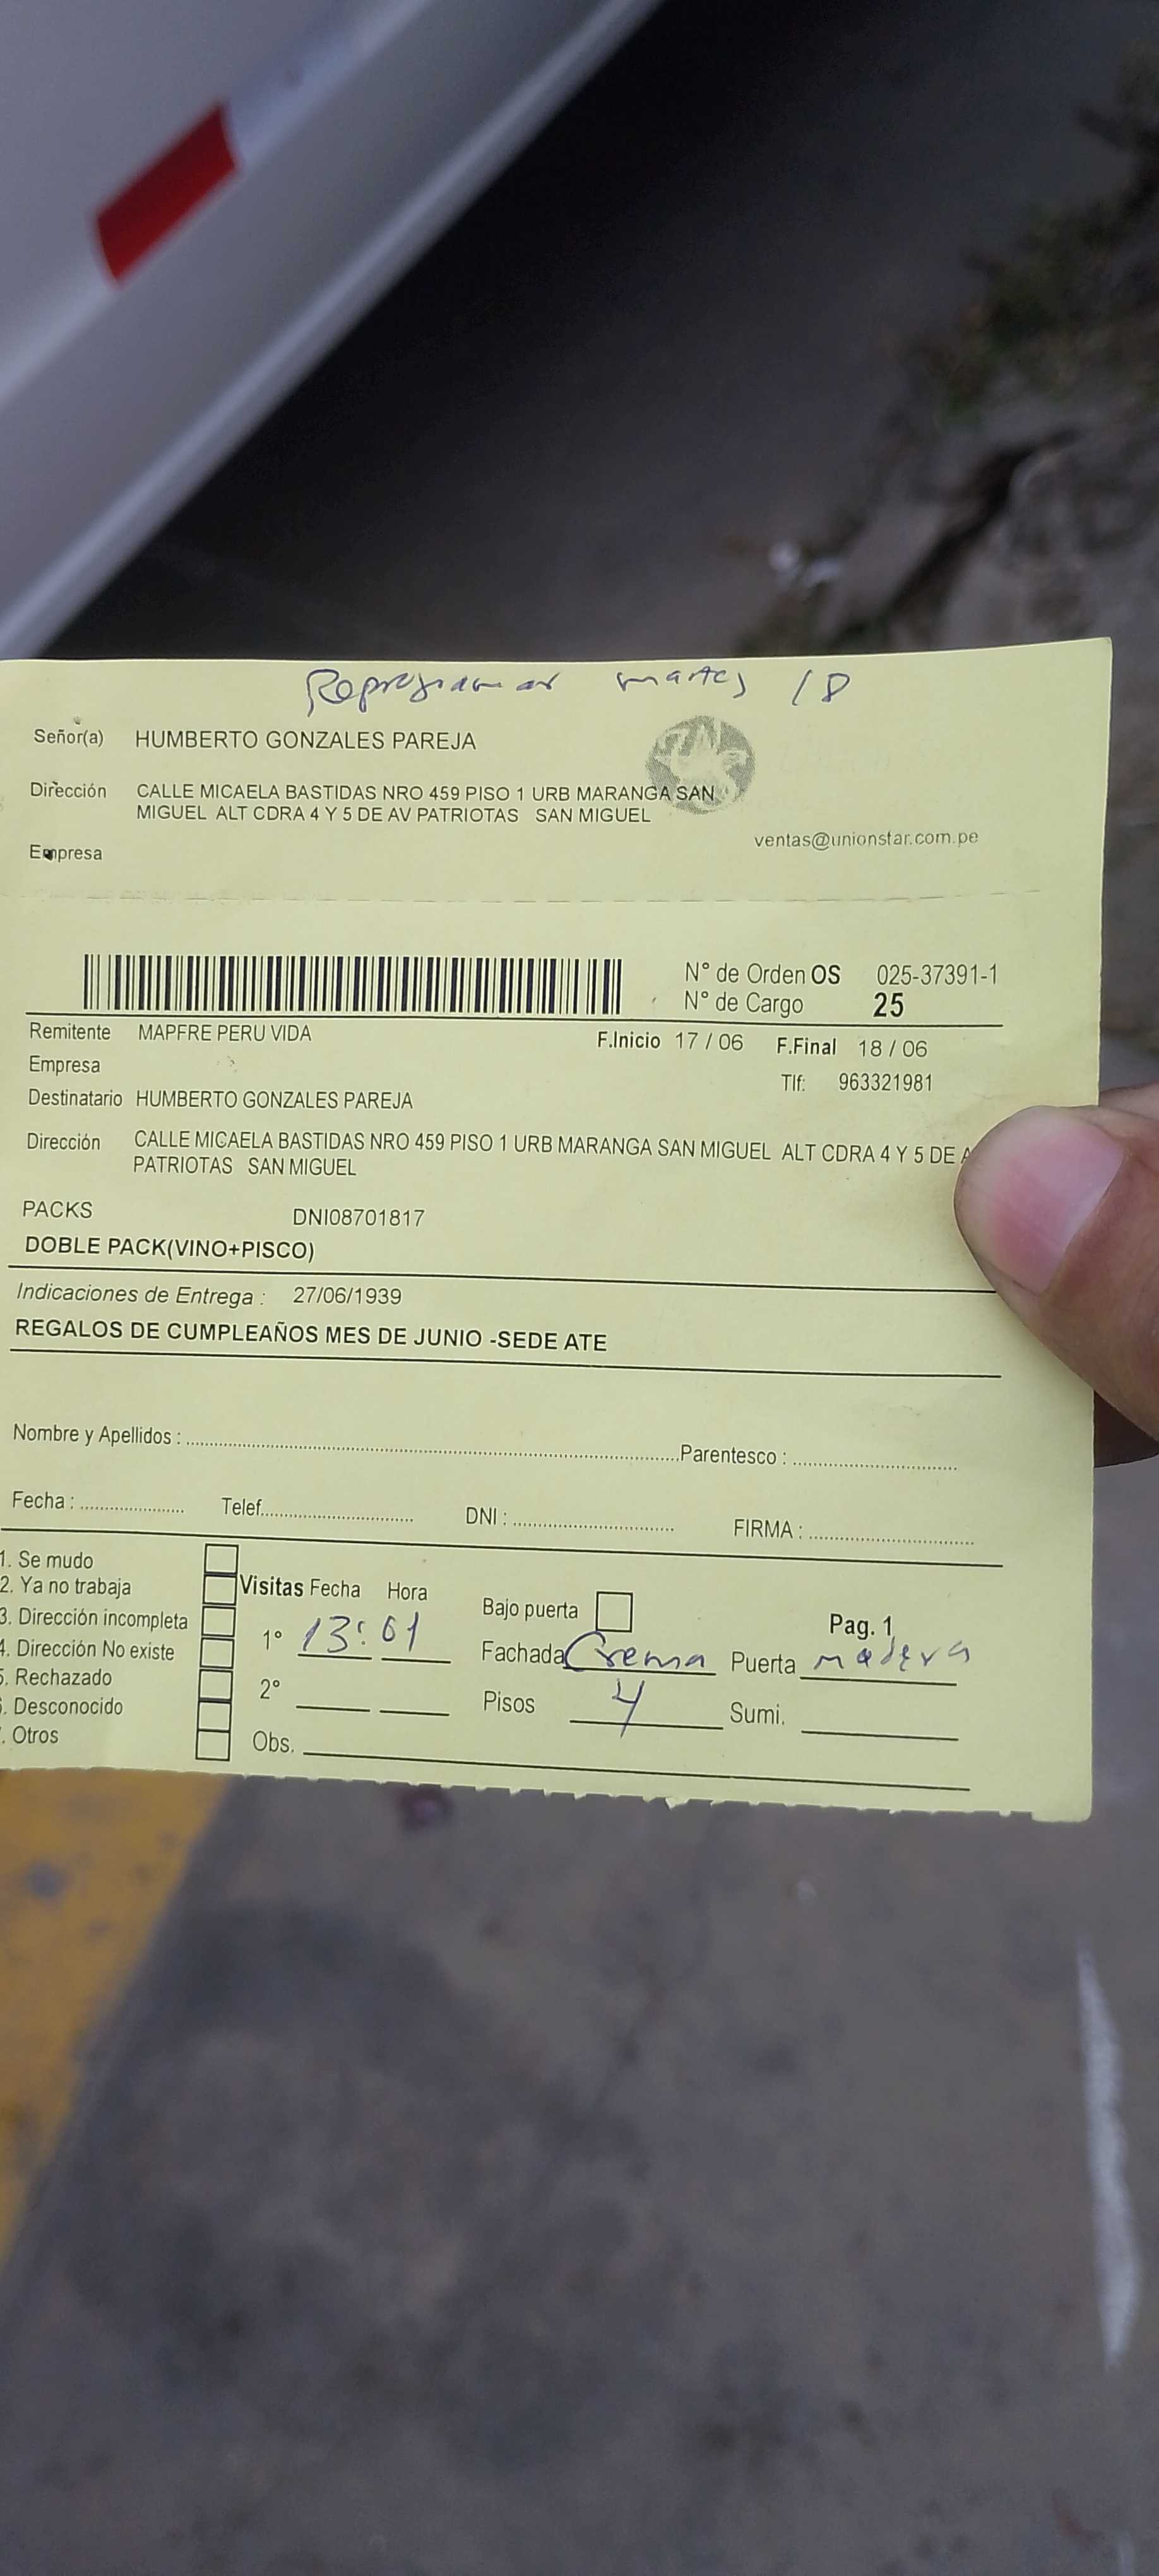 Reprogramar martes 18
Señor(a) HUMBERTO GONZALES PAREJA
Dirección CALLE MICAELA BASTIDAS NRO 459 PISO 1 URB MARANGA SAN
MIGUEL ALT CDRA 4 Y 5 DE AV PATRIOTAS SAN MIGUEL
ventas@unionstar.com.pe
Empresa
N° de Orden OS 025-37391-1
N° de Cargo 25
Remitente MAPFRE PERU VIDA F.Inicio 17 / 06 F.Final 18 / 06
Empresa Tlf: 963321981
Destinatario HUMBERTO GONZALES PAREJA
Dirección CALLE MICAELA BASTIDAS NRO 459 PISO 1 URB MARANGA SAN MIGUEL ALT CDRA 4 Y 5 DE A
PATRIOTAS SAN MIGUEL
PACKS DNI08701817
DOBLE PACK(VINO+PISCO)
Indicaciones de Entrega : 27/06/1939
REGALOS DE CUMPLEAÑOS MES DE JUNIO -SEDE ATE
Nombre y Apellidos : Parentesco :
Fecha : Telef. DNI : FIRMA :
1. Se mudo
2. Ya no trabaja Visitas Fecha Hora Bajo puerta Pag. 1
3. Dirección incompleta 1° 13:01 Fachada Crema Puerta madera
4. Dirección No existe
5. Rechazado 2° Pisos 4 Sumi.
6. Desconocido
. Otros Obs.